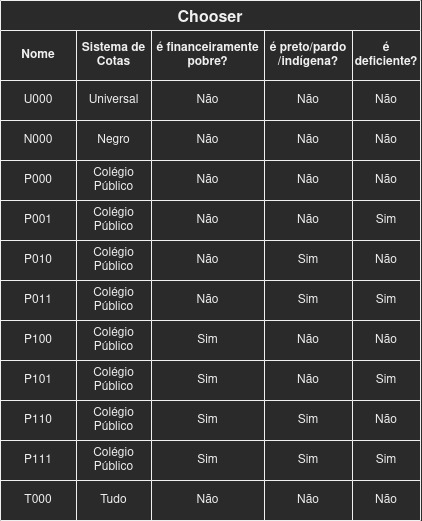 Chooser
Nome
Sistema de
Cotas
é financeiramente
pobre?
é preto/pardo
/indígena?
é
deficiente?
U000 Universal Não Não Não
N000 Negro Não Não Não
P000 Colégio
Público Não Não Não
P001 Colégio
Público Não Não Sim
P010 Colégio
Público Não Sim Não
P011 Colégio
Público Não Sim Sim
P100 Colégio
Público Sim Não Não
P101 Colégio
Público Sim Não Sim
P110 Colégio
Público Sim Sim Não
P111 Colégio
Público Sim Sim Sim
T000 Tudo Não Não Não